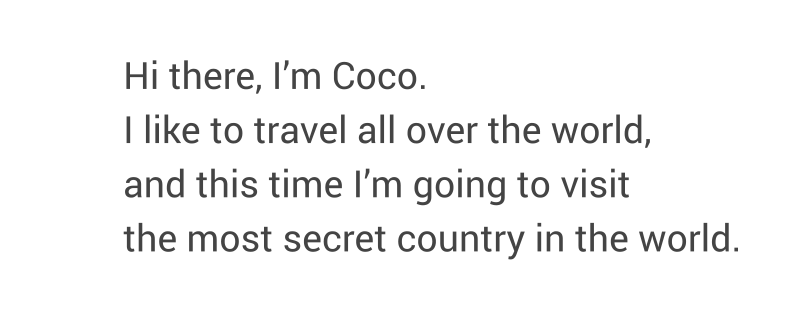 Hi there, I’m Coco.
I like to travel all over the world,
and this time I’m going to visit
the most secret country in the world.